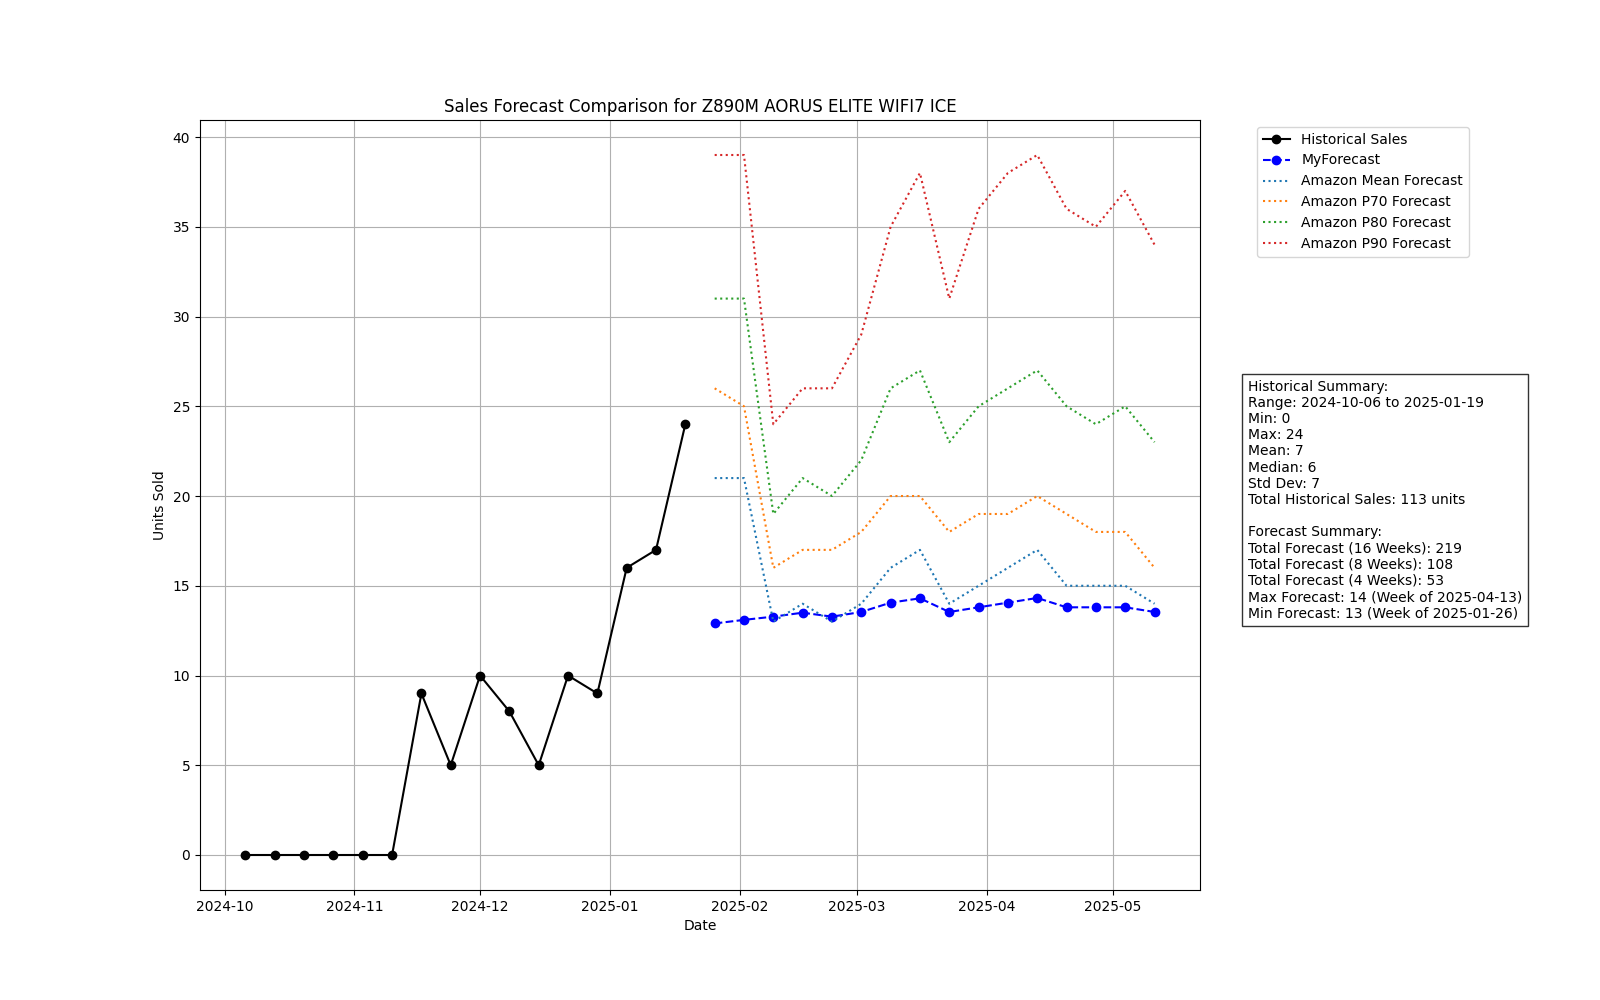 Sales Forecast Comparison for Z890M AORUS ELITE WIFI7 ICE
40
35
30
25
20
15
10
5
0
Units Sold
2024-10
2024-11
2024-12
2025-01
2025-02
2025-03
2025-04
2025-05
Date
Historical Sales
MyForecast
Amazon Mean Forecast
Amazon P70 Forecast
Amazon P80 Forecast
Amazon P90 Forecast
Historical Summary:
Range: 2024-10-06 to 2025-01-19
Min: 0
Max: 24
Mean: 7
Median: 6
Std Dev: 7
Total Historical Sales: 113 units
Forecast Summary:
Total Forecast (16 Weeks): 219
Total Forecast (8 Weeks): 108
Total Forecast (4 Weeks): 53
Max Forecast: 14 (Week of 2025-04-13)
Min Forecast: 13 (Week of 2025-01-26)